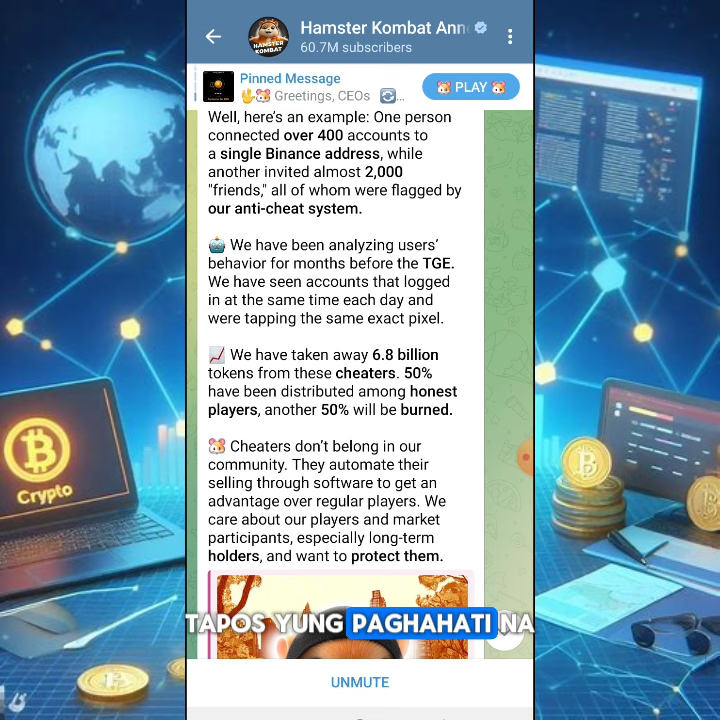 Hamster Kombat Ann
60.7M subscribers
HAMSTER
KOMBAT
Pinned Message
🖖🐹 Greetings, CEOs 🔄...
🐹 PLAY 🐹
Well, here's an example: One person
connected over 400 accounts to
a single Binance address, while
another invited almost 2,000
"friends," all of whom were flagged by
our anti-cheat system.
🤖 We have been analyzing users'
behavior for months before the TGE.
We have seen accounts that logged
in at the same time each day and
were tapping the same exact pixel.
📈 We have taken away 6.8 billion
tokens from these cheaters. 50%
have been distributed among honest
players, another 50% will be burned.
🐹 Cheaters don't belong in our
community. They automate their
selling through software to get an
advantage over regular players. We
care about our players and market
participants, especially long-term
holders, and want to protect them.
TAPOS YUNG PAGHAHATI NA
UNMUTE
Crypto